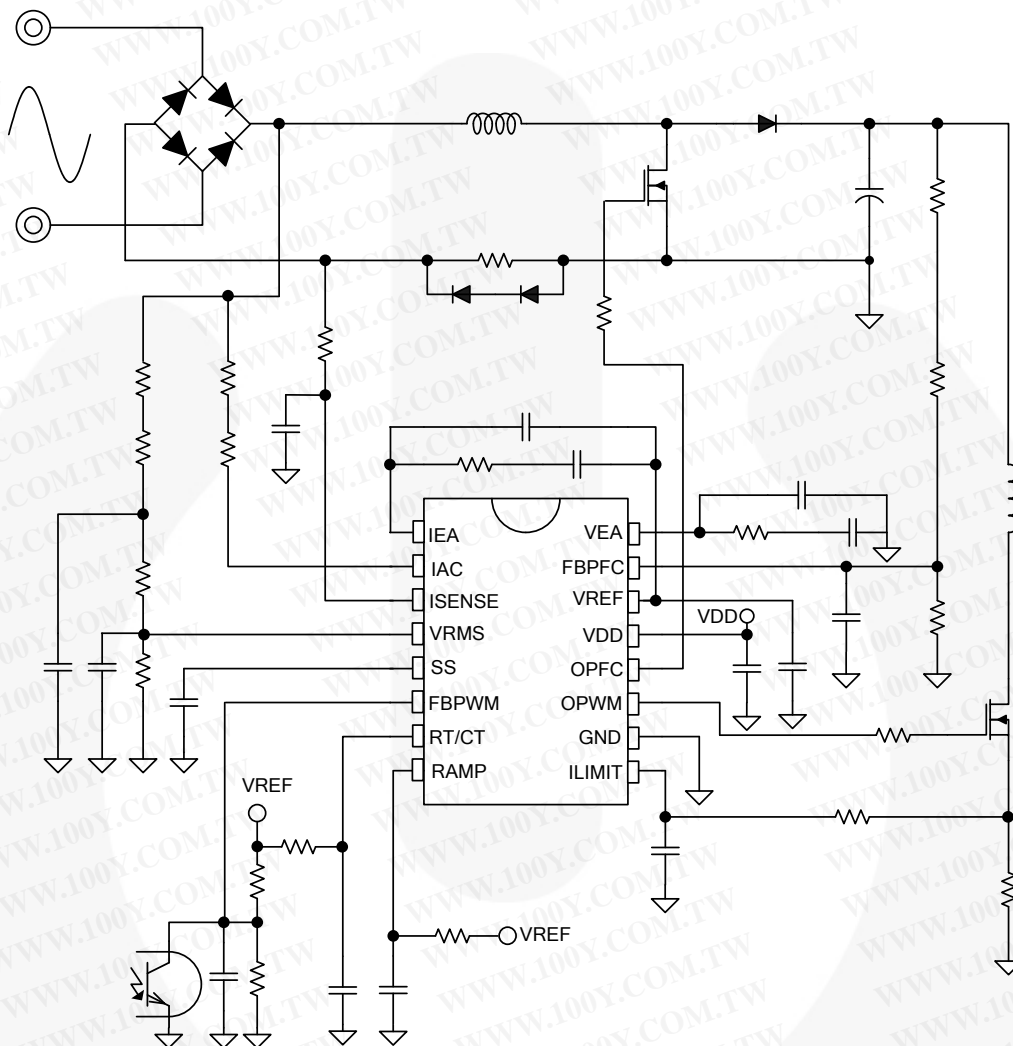 IEA
IAC
ISENSE
VRMS
SS
FBPWM
RT/CT
RAMP
VEA
FBPFC
VREF
VDD
OPFC
OPWM
GND
ILIMIT
VDD
VREF
VREF
WWW.100Y.COM.TW